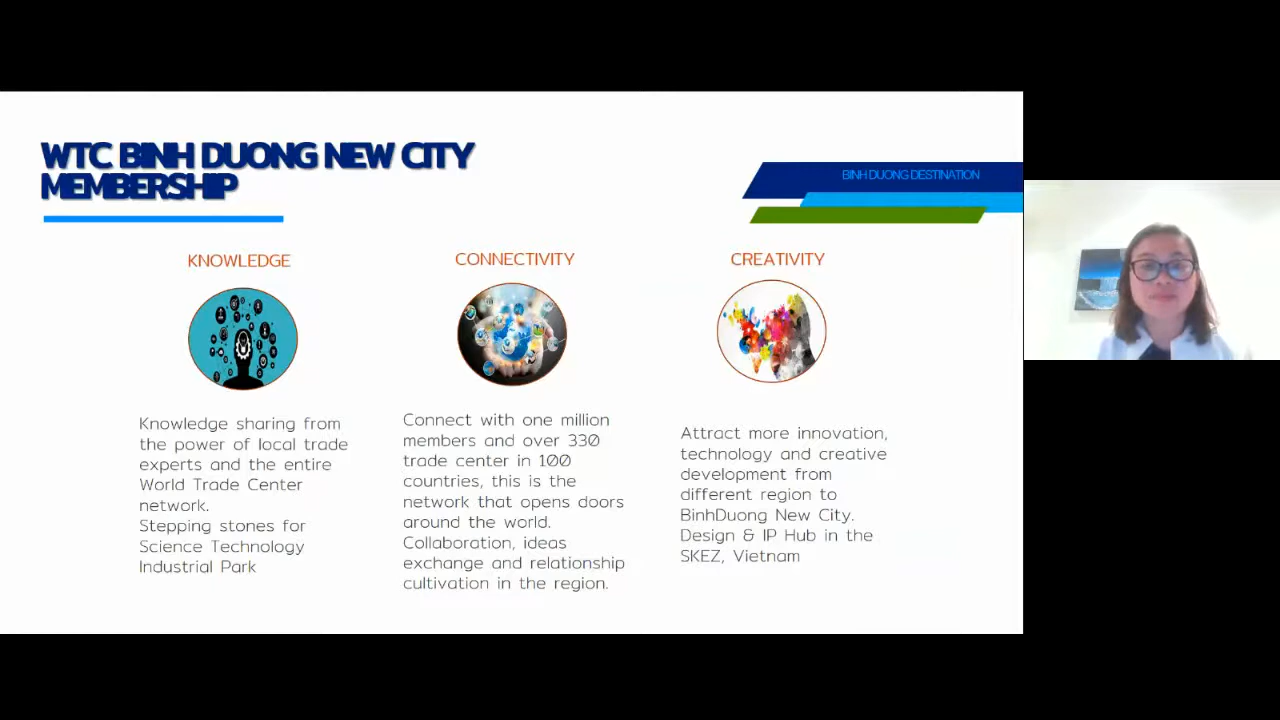 WTC BINH DUONG NEW CITY
MEMBERSHIP
BINH DUONG DESTINATION
KNOWLEDGE
Knowledge sharing from
the power of local trade
experts and the entire
World Trade Center
network.
Stepping stones for
Science Technology
Industrial Park
CONNECTIVITY
Connect with one million
members and over 330
trade center in 100
countries, this is the
network that opens doors
around the world.
Collaboration, ideas
exchange and relationship
cultivation in the region.
CREATIVITY
Attract more innovation,
technology and creative
development from
different region to
BinhDuong New City.
Design & IP Hub in the
SKEZ, Vietnam